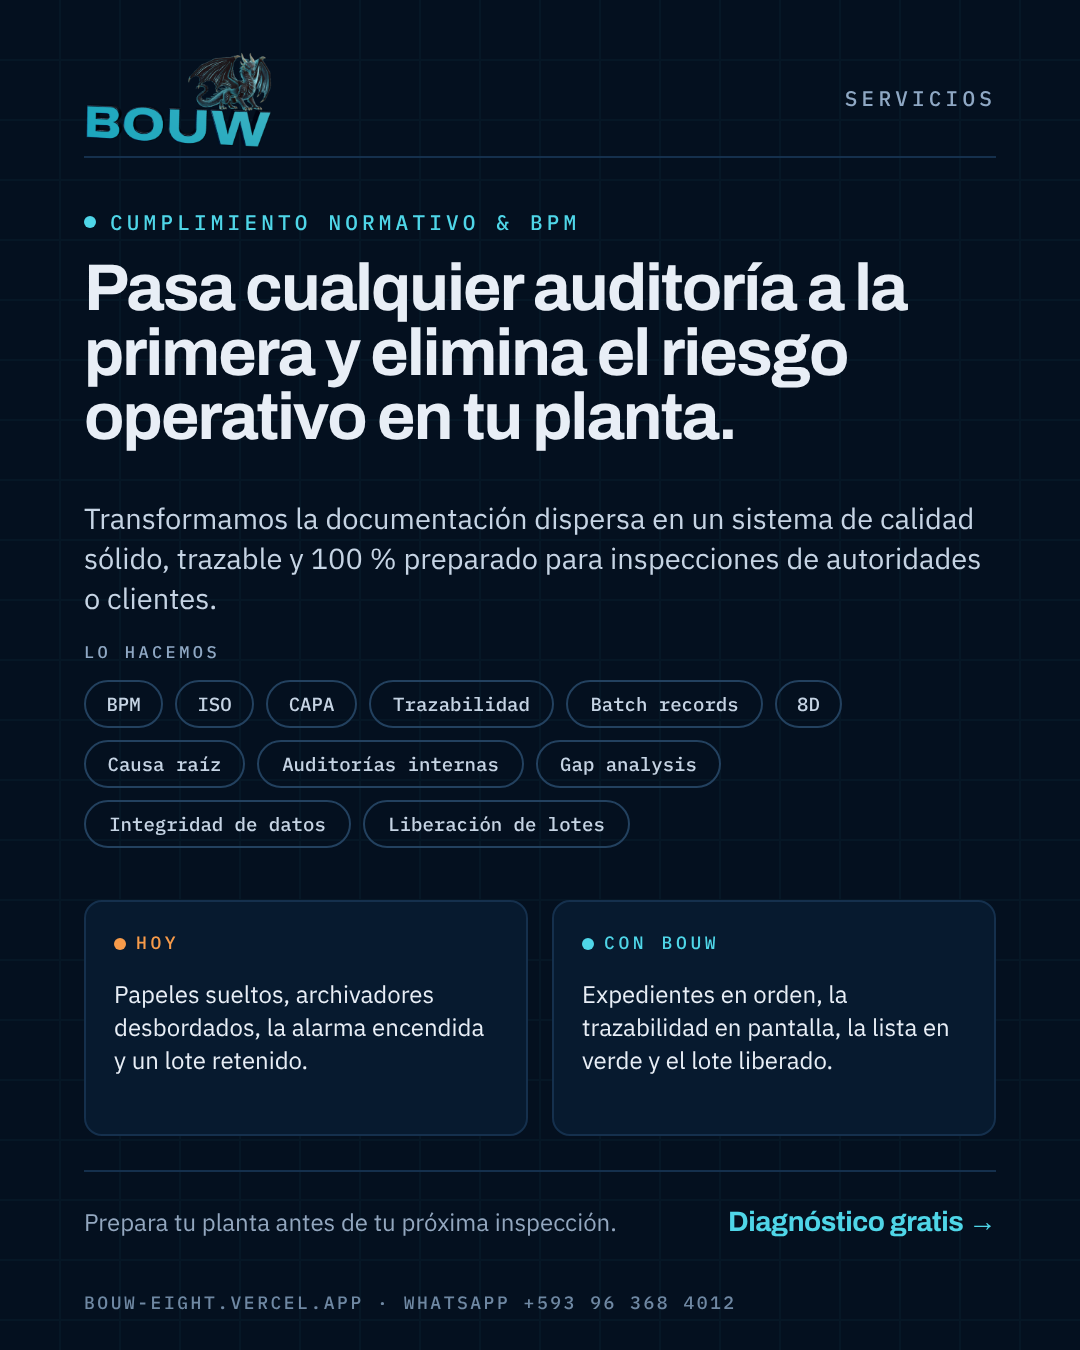 BOUW
SERVICIOS
CUMPLIMIENTO NORMATIVO & BPM
Pasa cualquier auditoría a la
primera y elimina el riesgo
operativo en tu planta.
Transformamos la documentación dispersa en un sistema de calidad
sólido, trazable y 100 % preparado para inspecciones de autoridades
o clientes.
LO HACEMOS
BPM ISO CAPA Trazabilidad Batch records 8D
Causa raíz Auditorías internas Gap analysis
Integridad de datos Liberación de lotes
HOY
Papeles sueltos, archivadores
desbordados, la alarma encendida
y un lote retenido.
CON BOUW
Expedientes en orden, la
trazabilidad en pantalla, la lista en
verde y el lote liberado.
Prepara tu planta antes de tu próxima inspección.
Diagnóstico gratis →
BOUW-EIGHT.VERCEL.APP · WHATSAPP +593 96 368 4012